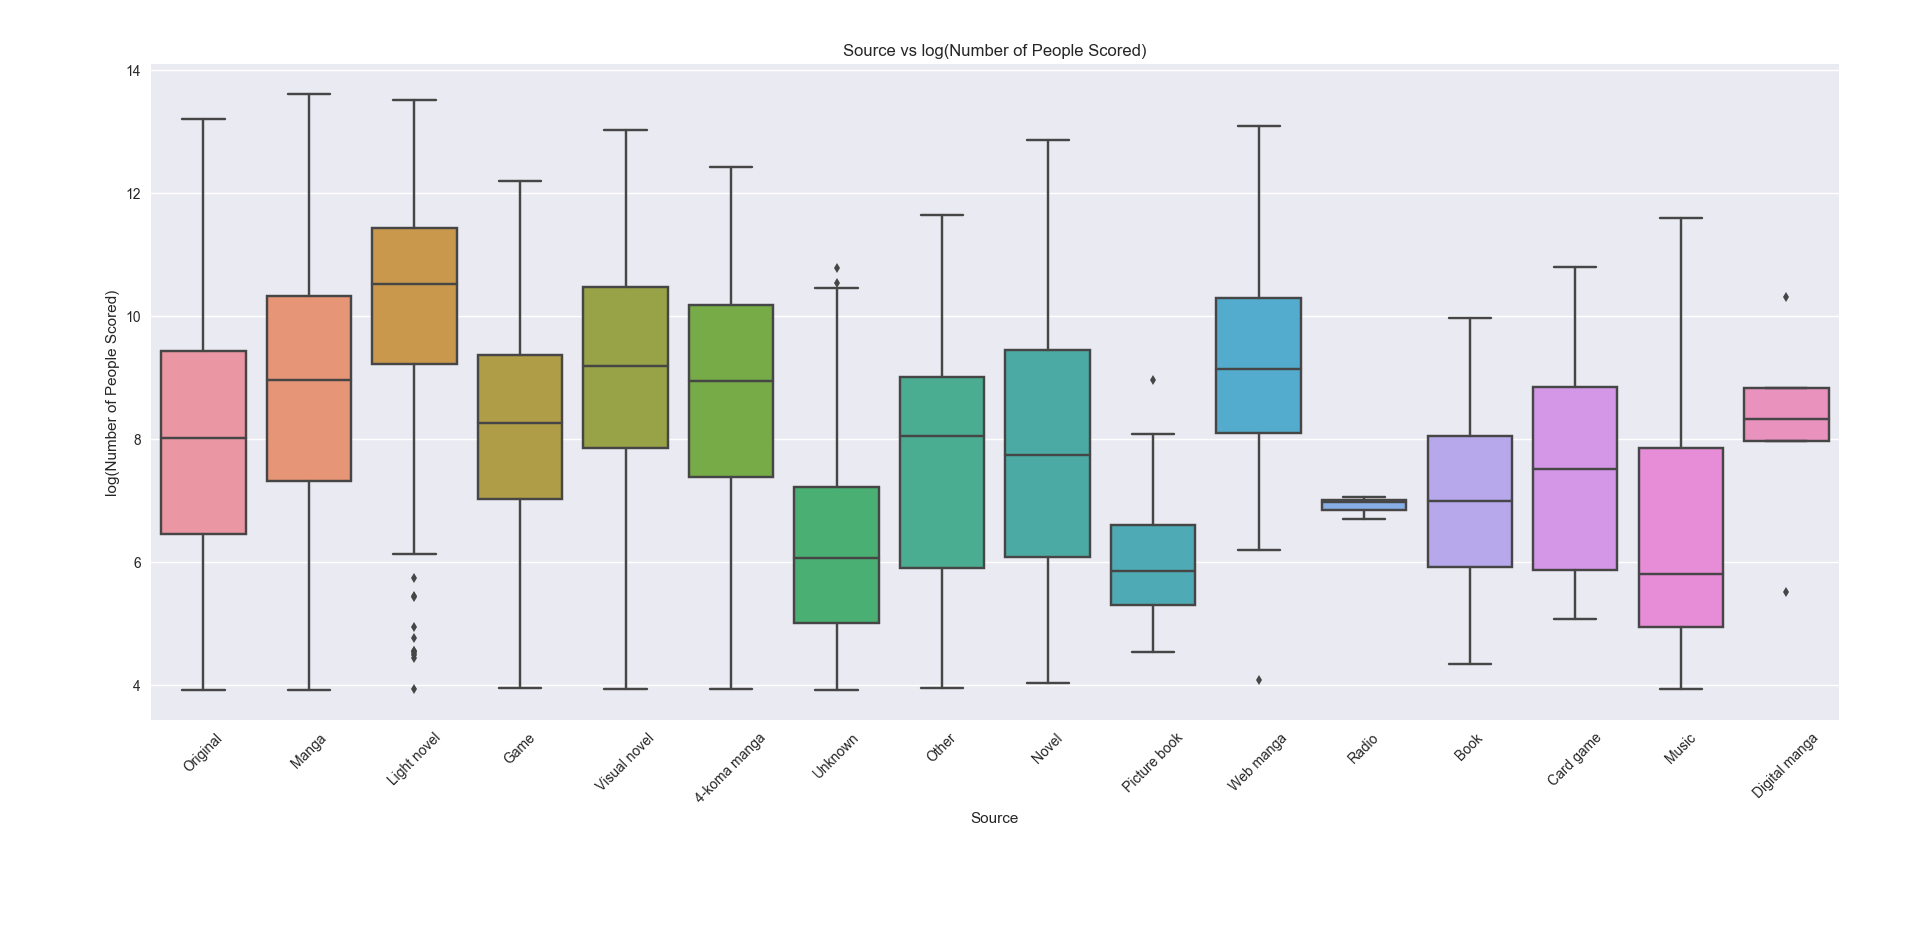 Source vs log(Number of People Scored)
14
12
10
8
6
4
log(Number of People Scored)
Original
Manga
Light novel
Game
Visual novel
4-koma manga
Unknown
Other
Novel
Picture book
Web manga
Radio
Book
Card game
Music
Digital manga
Source